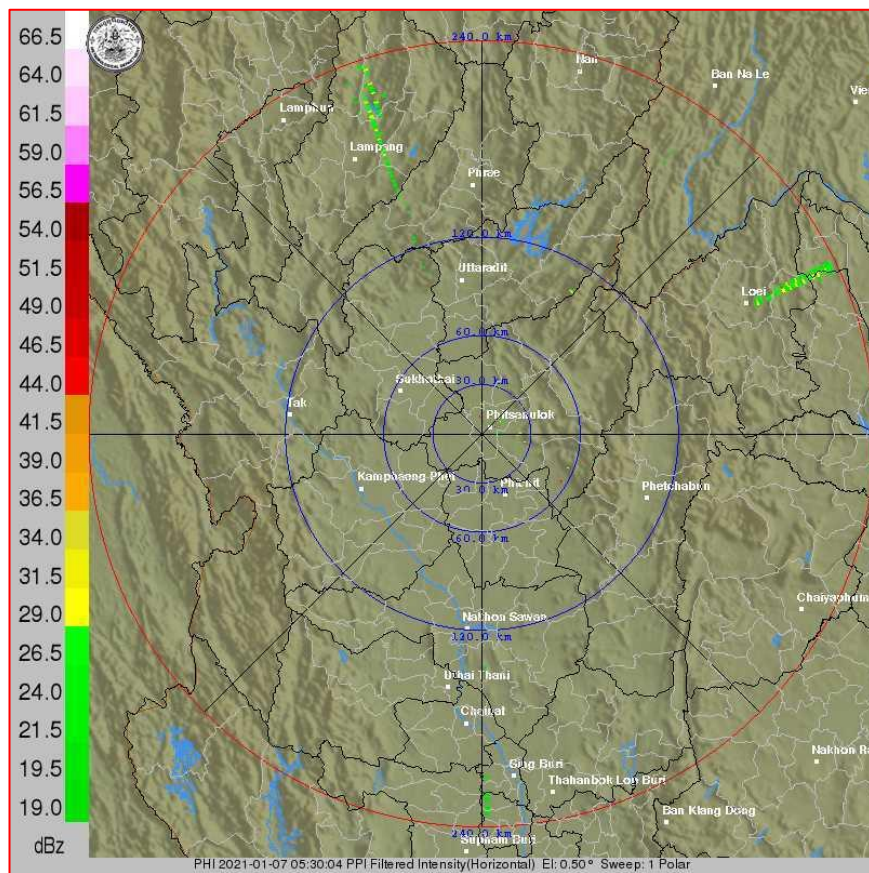 66.5
64.0
61.5
59.0
56.5
54.0
51.5
49.0
46.5
44.0
41.5
39.0
36.5
34.0
31.5
29.0
26.5
24.0
21.5
19.5
19.0
dBz
240.0 km
Nan
Ban Na Le
Vie
Lamphun
Lampang
Phrae
120.0 km
Uttaradit
Loei
60.0 km
30.0 km
Sukhothai
Tak
Phitsanulok
Kamphaeng Phet
Phichit
30.0 km
Phetchabun
60.0 km
Chaiyaphum
Nakhon Sawan
120.0 km
Uthai Thani
Chainat
Nakhon Ra
Sing Buri
Thahanbok Lop Buri
Ban Klang Dong
240.0 km
Suphan Buri
PHI 2021-01-07 05:30:04 PPI Filtered Intensity(Horizontal) El: 0.50° Sweep: 1 Polar